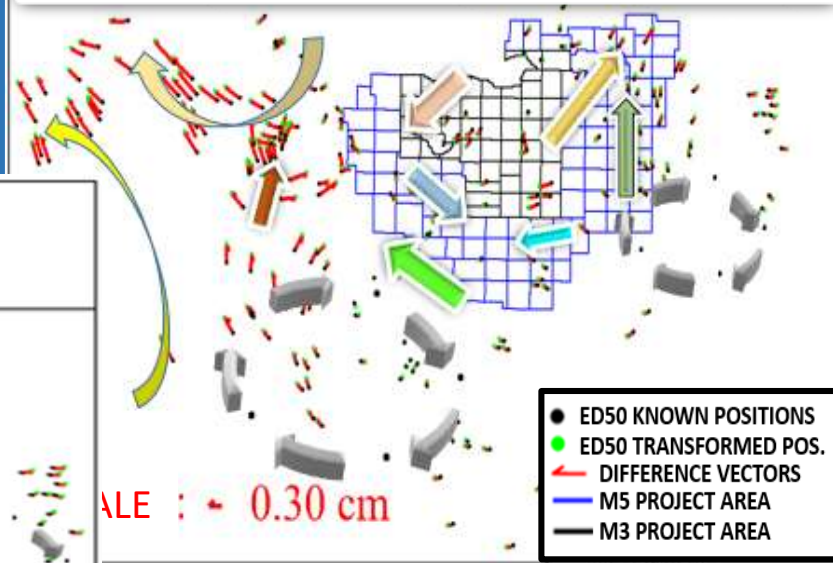 ED50 KNOWN POSITIONS
ED50 TRANSFORMED POS.
DIFFERENCE VECTORS
M5 PROJECT AREA
M3 PROJECT AREA
ALE : 0.30 cm